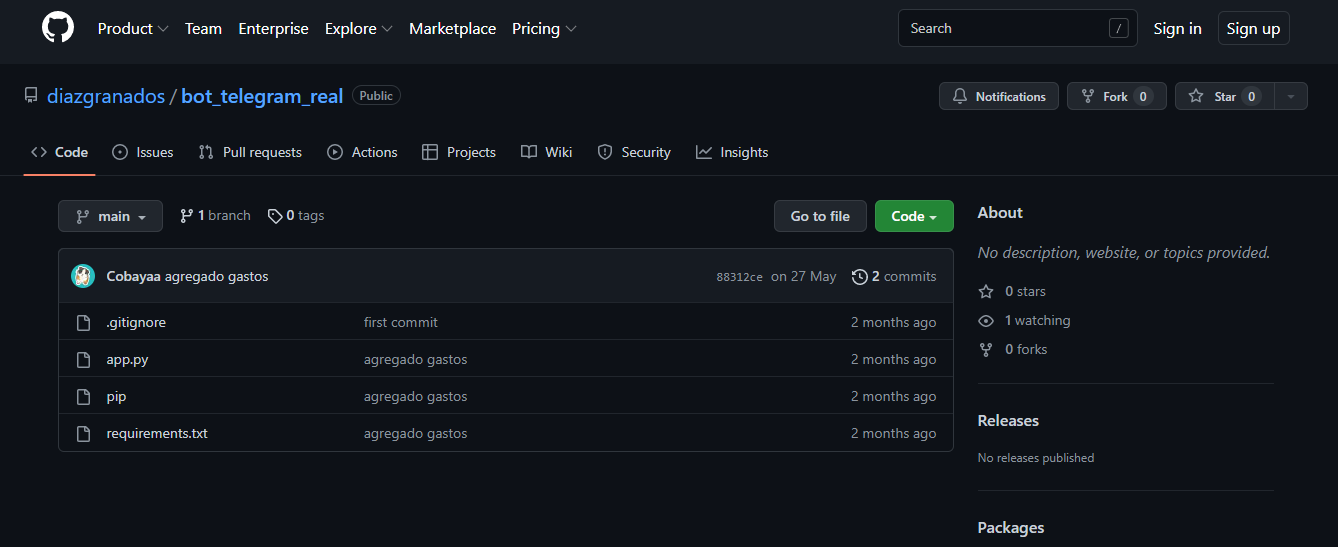 Product Team Enterprise Explore Marketplace Pricing Search / Sign in Sign up
diazgranados / bot_telegram_real Public Notifications Fork 0 Star 0
Code Issues Pull requests Actions Projects Wiki Security Insights
main 1 branch 0 tags Go to file Code
Cobayaa agregado gastos 88312ce on 27 May 2 commits
.gitignore first commit 2 months ago
app.py agregado gastos 2 months ago
pip agregado gastos 2 months ago
requirements.txt agregado gastos 2 months ago
About
No description, website, or topics provided.
0 stars
1 watching
0 forks
Releases
No releases published
Packages